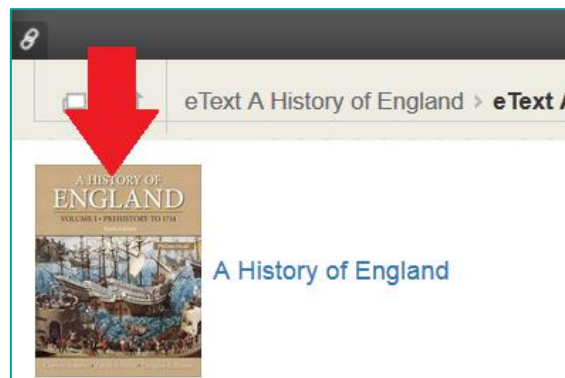 eText A History of England > eText
A HISTORY OF
ENGLAND
VOLUME I • PREHISTORY TO 1714
A History of England